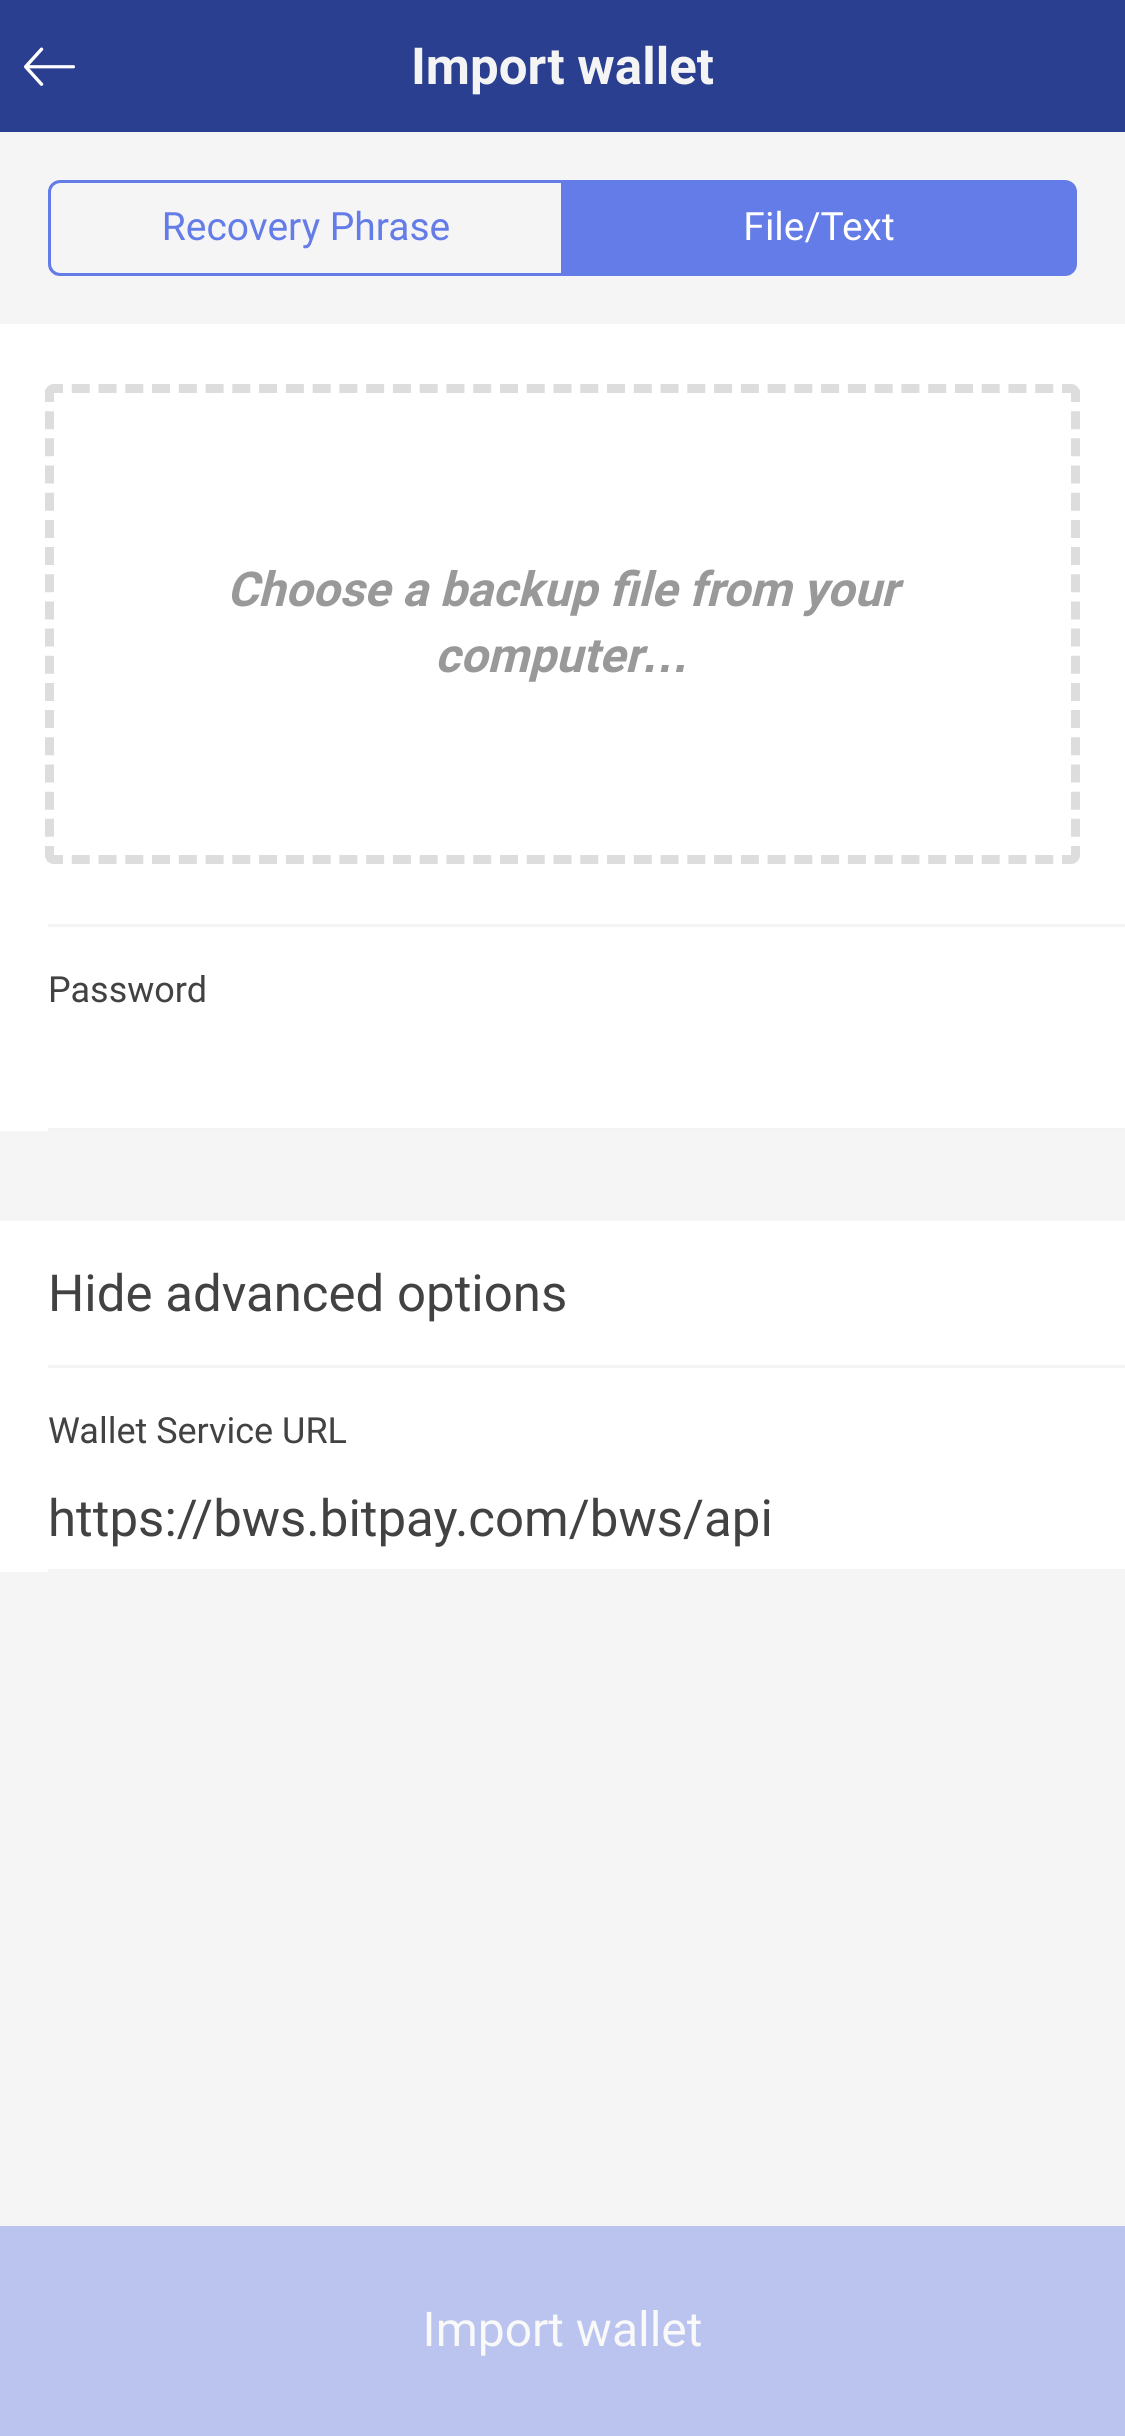 Import wallet
Recovery Phrase
File/Text
Choose a backup file from your
computer...
Password
Hide advanced options
Wallet Service URL
https://bws.bitpay.com/bws/api
Import wallet